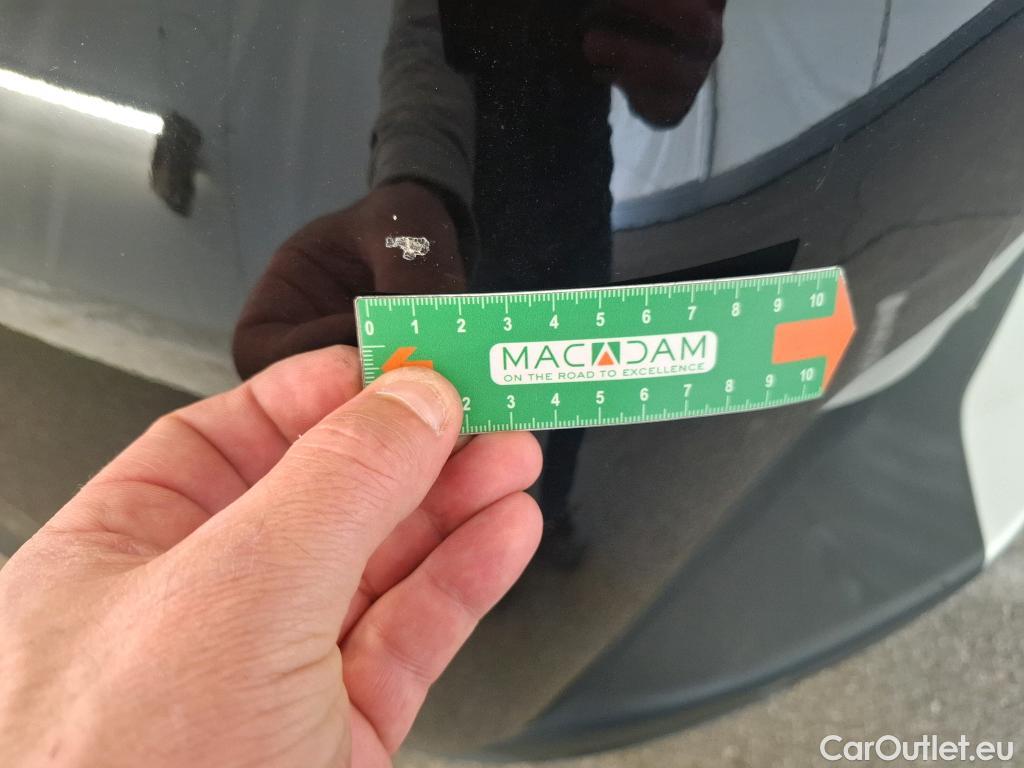 0 1 2 3 4 5 6 7 8 9 10
MACADAM
ON THE ROAD TO EXCELLENCE
2 3 4 5 6 7 8 9 10
CarOutlet.eu